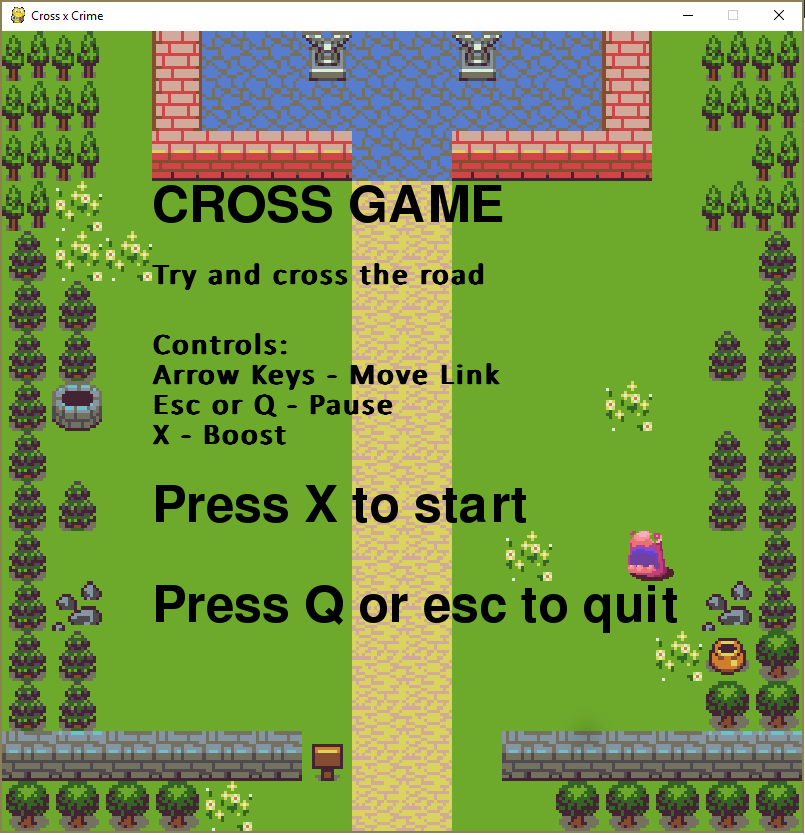 Cross x Crime
CROSS GAME
Try and cross the road
Controls:
Arrow Keys - Move Link
Esc or Q - Pause
X - Boost
Press X to start
Press Q or esc to quit